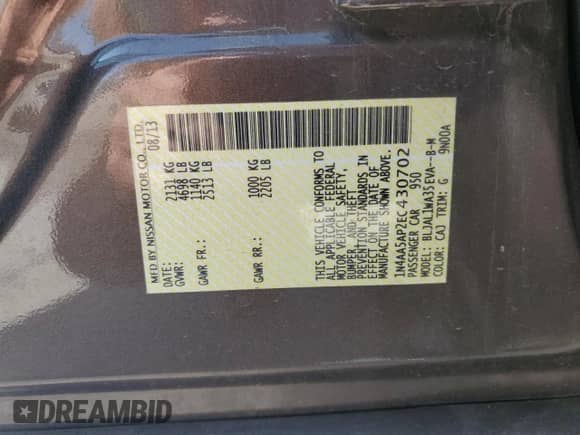 MFD BY NISSAN MOTOR CO., LTD.
DATE: 08/13
GVWR: 2131 KG
4698 LB
GAWR FR.: 1140 KG
2513 LB
GAWR RR.: 1000 KG
2205 LB
THIS VEHICLE CONFORMS TO
ALL APPLICABLE FEDERAL
MOTOR VEHICLE SAFETY,
BUMPER, AND THEFT
PREVENTION STANDARDS IN
EFFECT ON THE DATE OF
MANUFACTURE SHOWN ABOVE.
1N4AA5AP2EC430702
PASSENGER CAR 950
MODEL: BLJALJWA35EVA--B-M
COLOR: CAJ TRIM: G 9N00A
DREAMBID